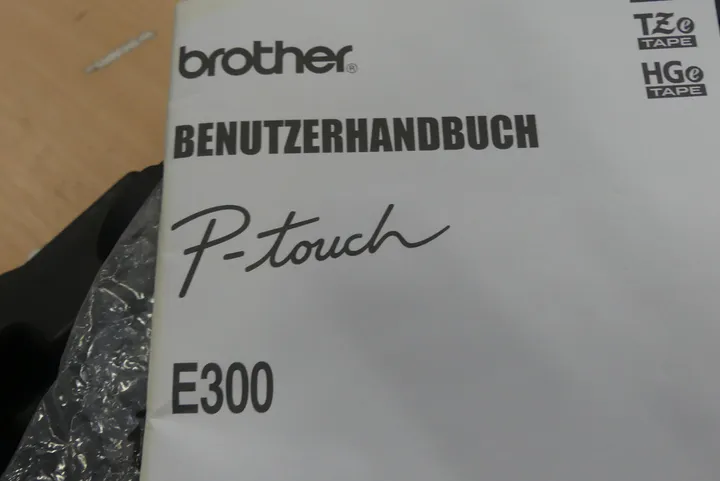 brother®
TZe
TAPE
HGe
TAPE
BENUTZERHANDBUCH
P-touch
E300